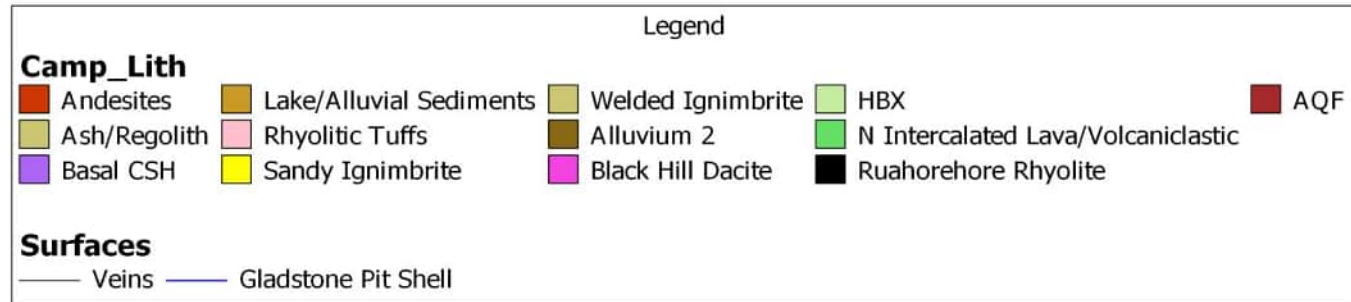 Legend
Camp_Lith
Andesites Lake/Alluvial Sediments Welded Ignimbrite HBX AQF
Ash/Regolith Rhyolitic Tuffs Alluvium 2 N Intercalated Lava/Volcaniclastic
Basal CSH Sandy Ignimbrite Black Hill Dacite Ruahorehore Rhyolite
Surfaces
Veins Gladstone Pit Shell